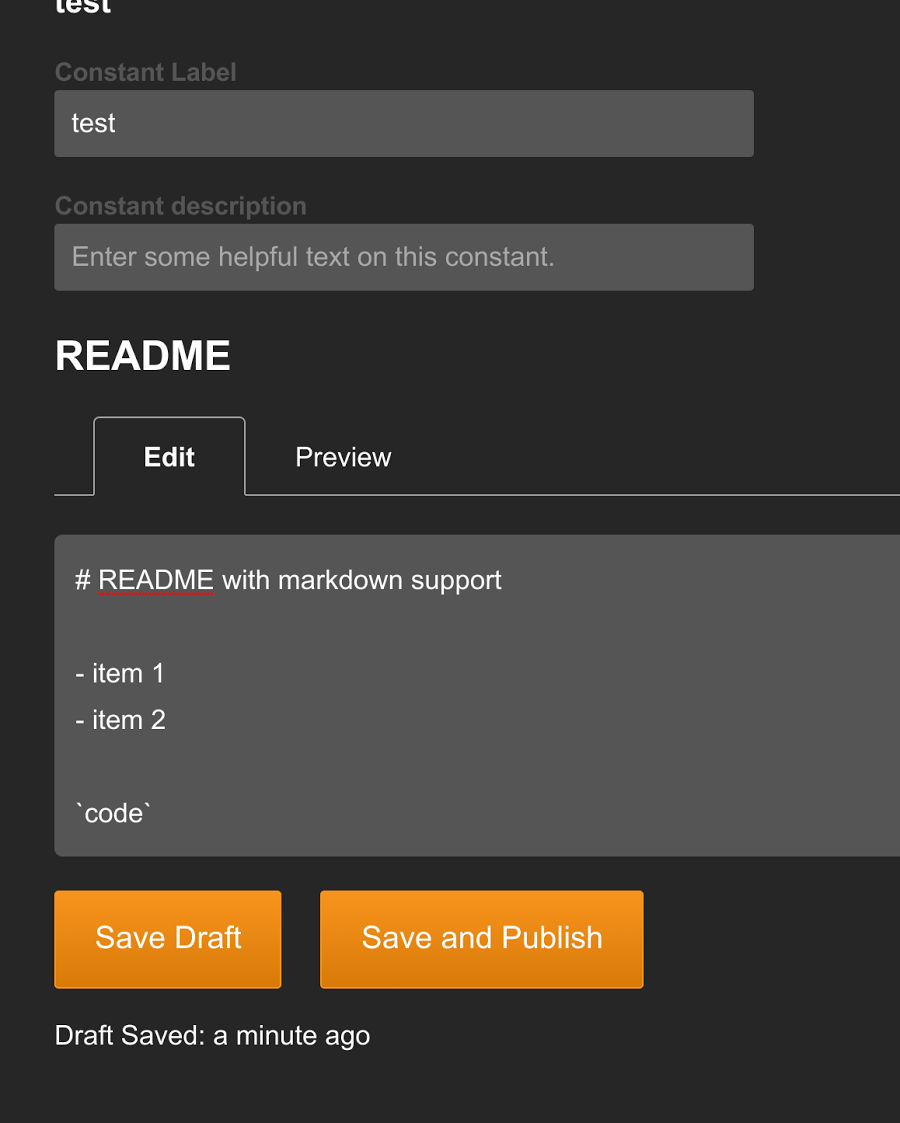 test
Constant Label
test
Constant description
Enter some helpful text on this constant.
README
Edit Preview
# README with markdown support
- item 1
- item 2
`code`
Save Draft Save and Publish
Draft Saved: a minute ago